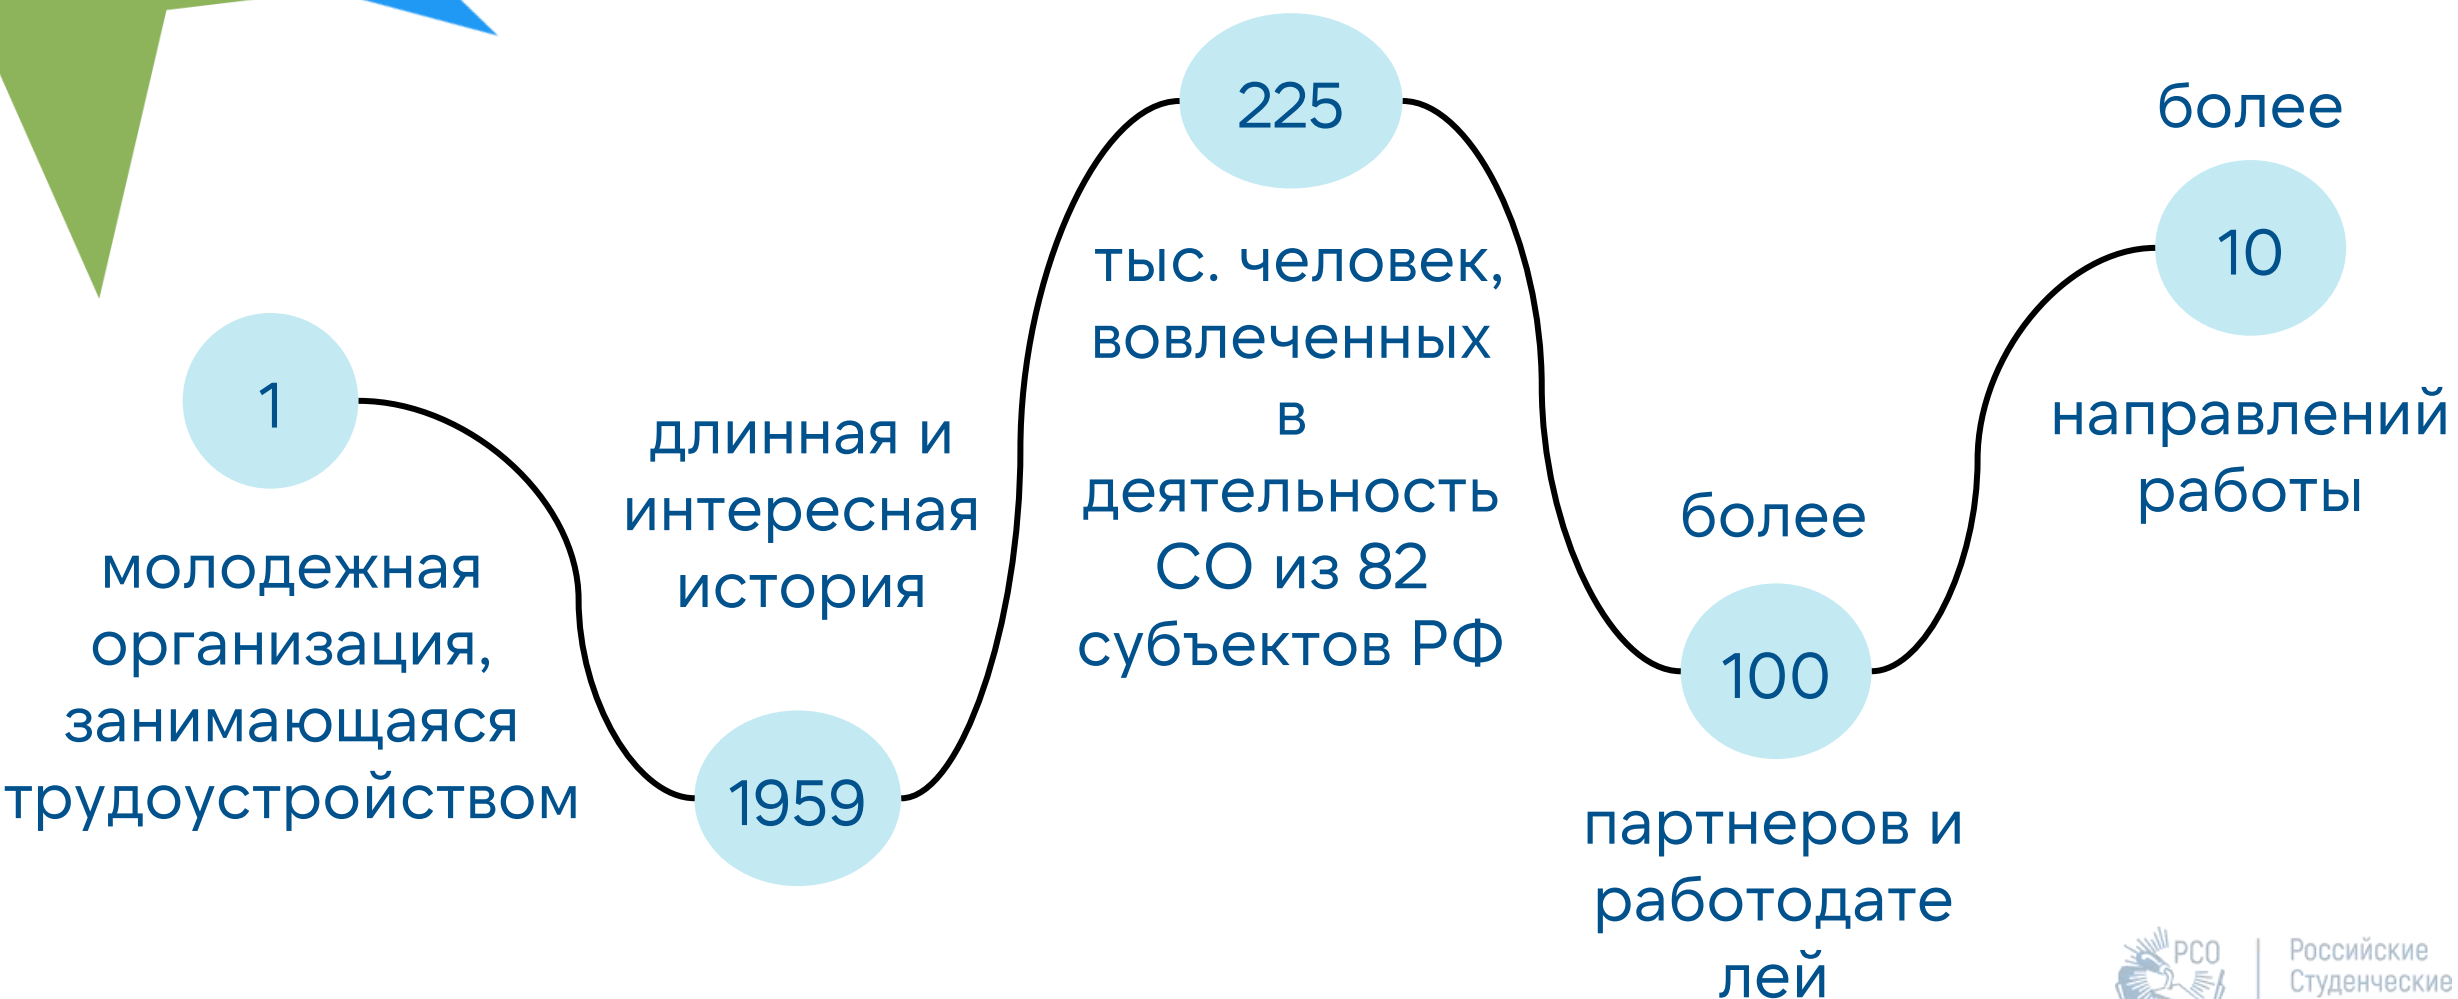 1
молодежная
организация,
занимающаяся
трудоустройством
длинная и
интересная
история
1959
225
тыс. человек,
вовлеченных
в
деятельность
СО из 82
субъектов РФ
более
100
партнеров и
работодате
лей
более
10
направлений
работы
РСО
Российские
Студенческие